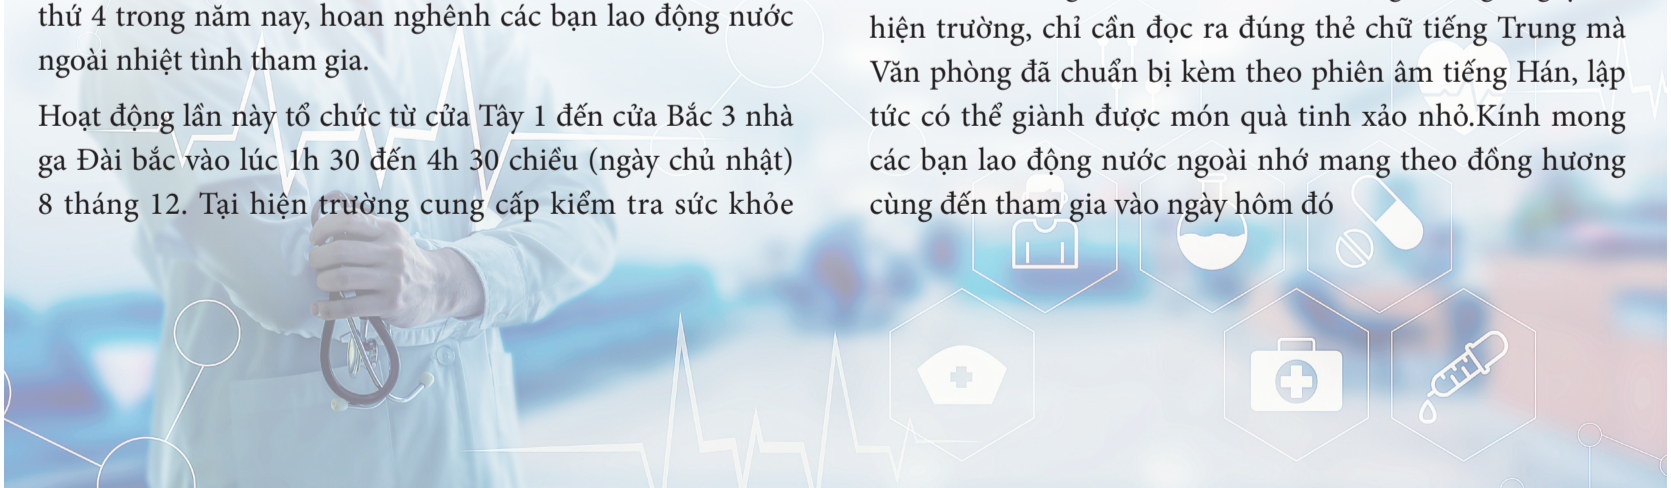 thứ 4 trong năm nay, hoan nghênh các bạn lao động nước
ngoài nhiệt tình tham gia.
Hoạt động lần này tổ chức từ cửa Tây 1 đến cửa Bắc 3 nhà
ga Đài bắc vào lúc 1h 30 đến 4h 30 chiều (ngày chủ nhật)
8 tháng 12. Tại hiện trường cung cấp kiểm tra sức khỏe
hiện trường, chỉ cần đọc ra đúng thẻ chữ tiếng Trung mà
Văn phòng đã chuẩn bị kèm theo phiên âm tiếng Hán, lập
tức có thể giành được món quà tinh xảo nhỏ.Kính mong
các bạn lao động nước ngoài nhớ mang theo đồng hương
cùng đến tham gia vào ngày hôm đó